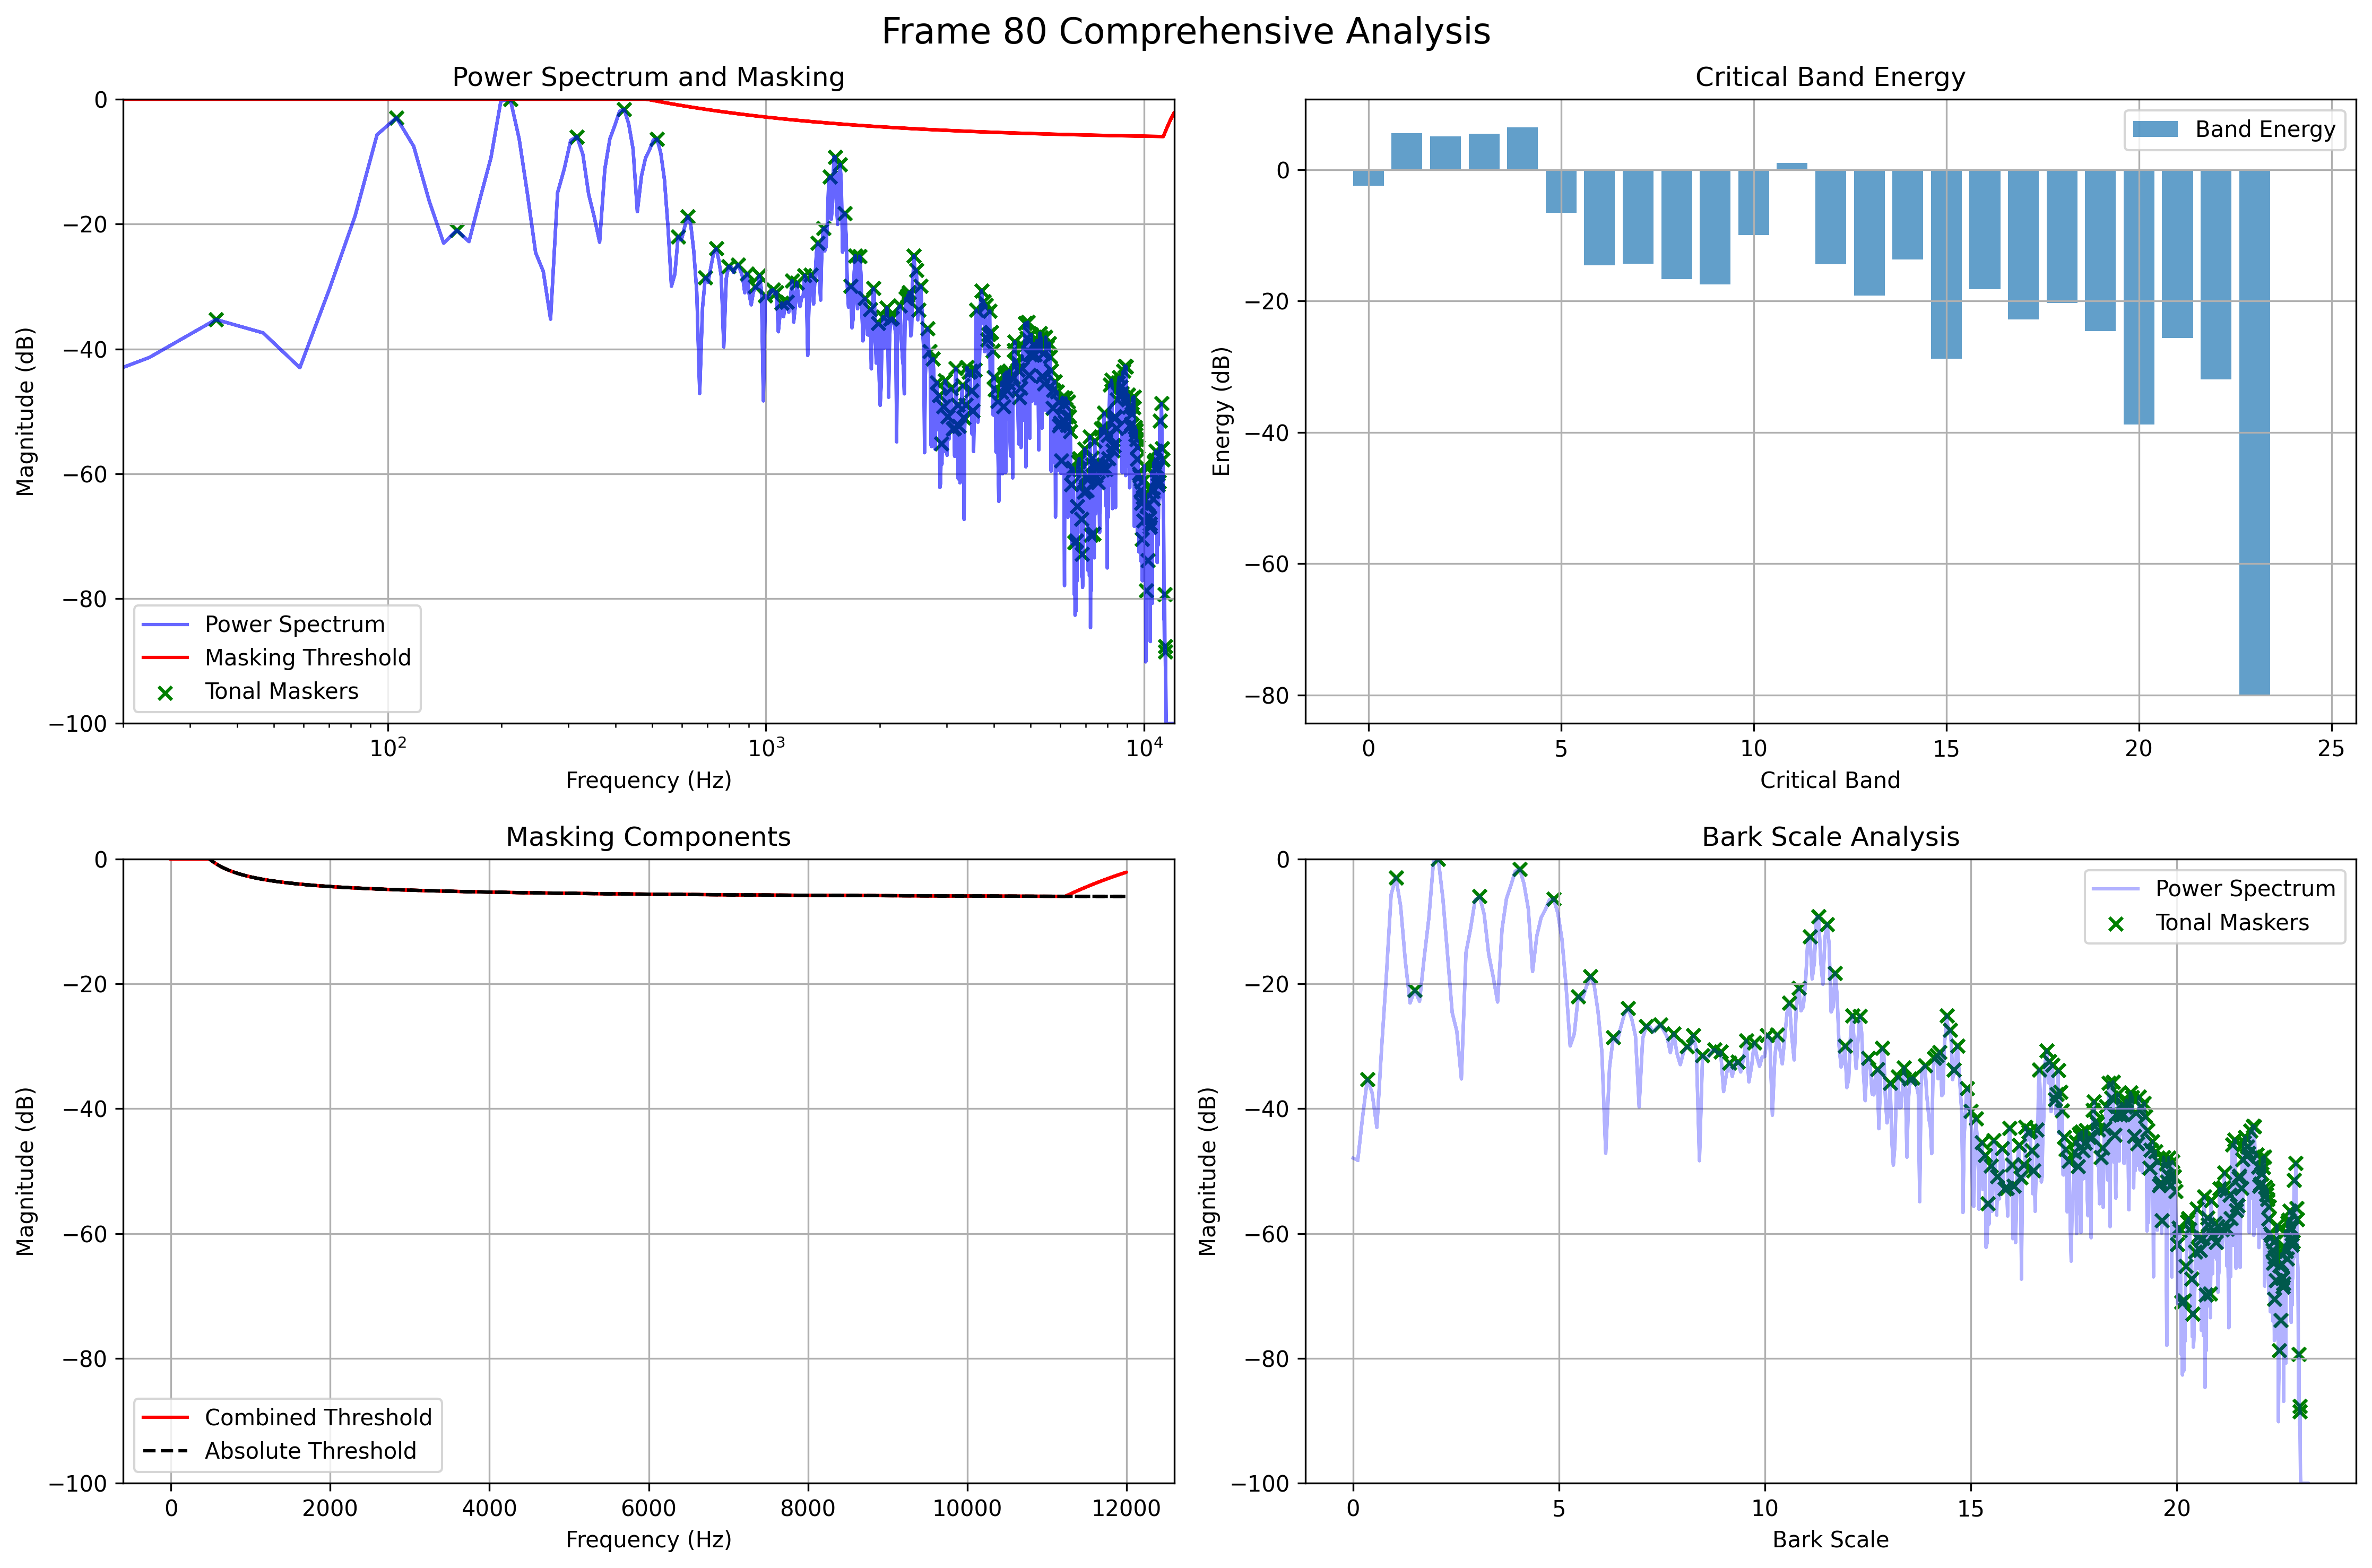 Frame 80 Comprehensive Analysis
Power Spectrum and Masking
0
−20
−40
−60
−80
−100
Magnitude (dB)
Power Spectrum
Masking Threshold
Tonal Maskers
10²
10³
10⁴
Frequency (Hz)
Critical Band Energy
Band Energy
0
−20
−40
−60
−80
Energy (dB)
0
5
10
15
20
25
Critical Band
Masking Components
0
−20
−40
−60
−80
−100
Magnitude (dB)
Combined Threshold
Absolute Threshold
0
2000
4000
6000
8000
10000
12000
Frequency (Hz)
Bark Scale Analysis
Power Spectrum
Tonal Maskers
0
−20
−40
−60
−80
−100
Magnitude (dB)
0
5
10
15
20
Bark Scale